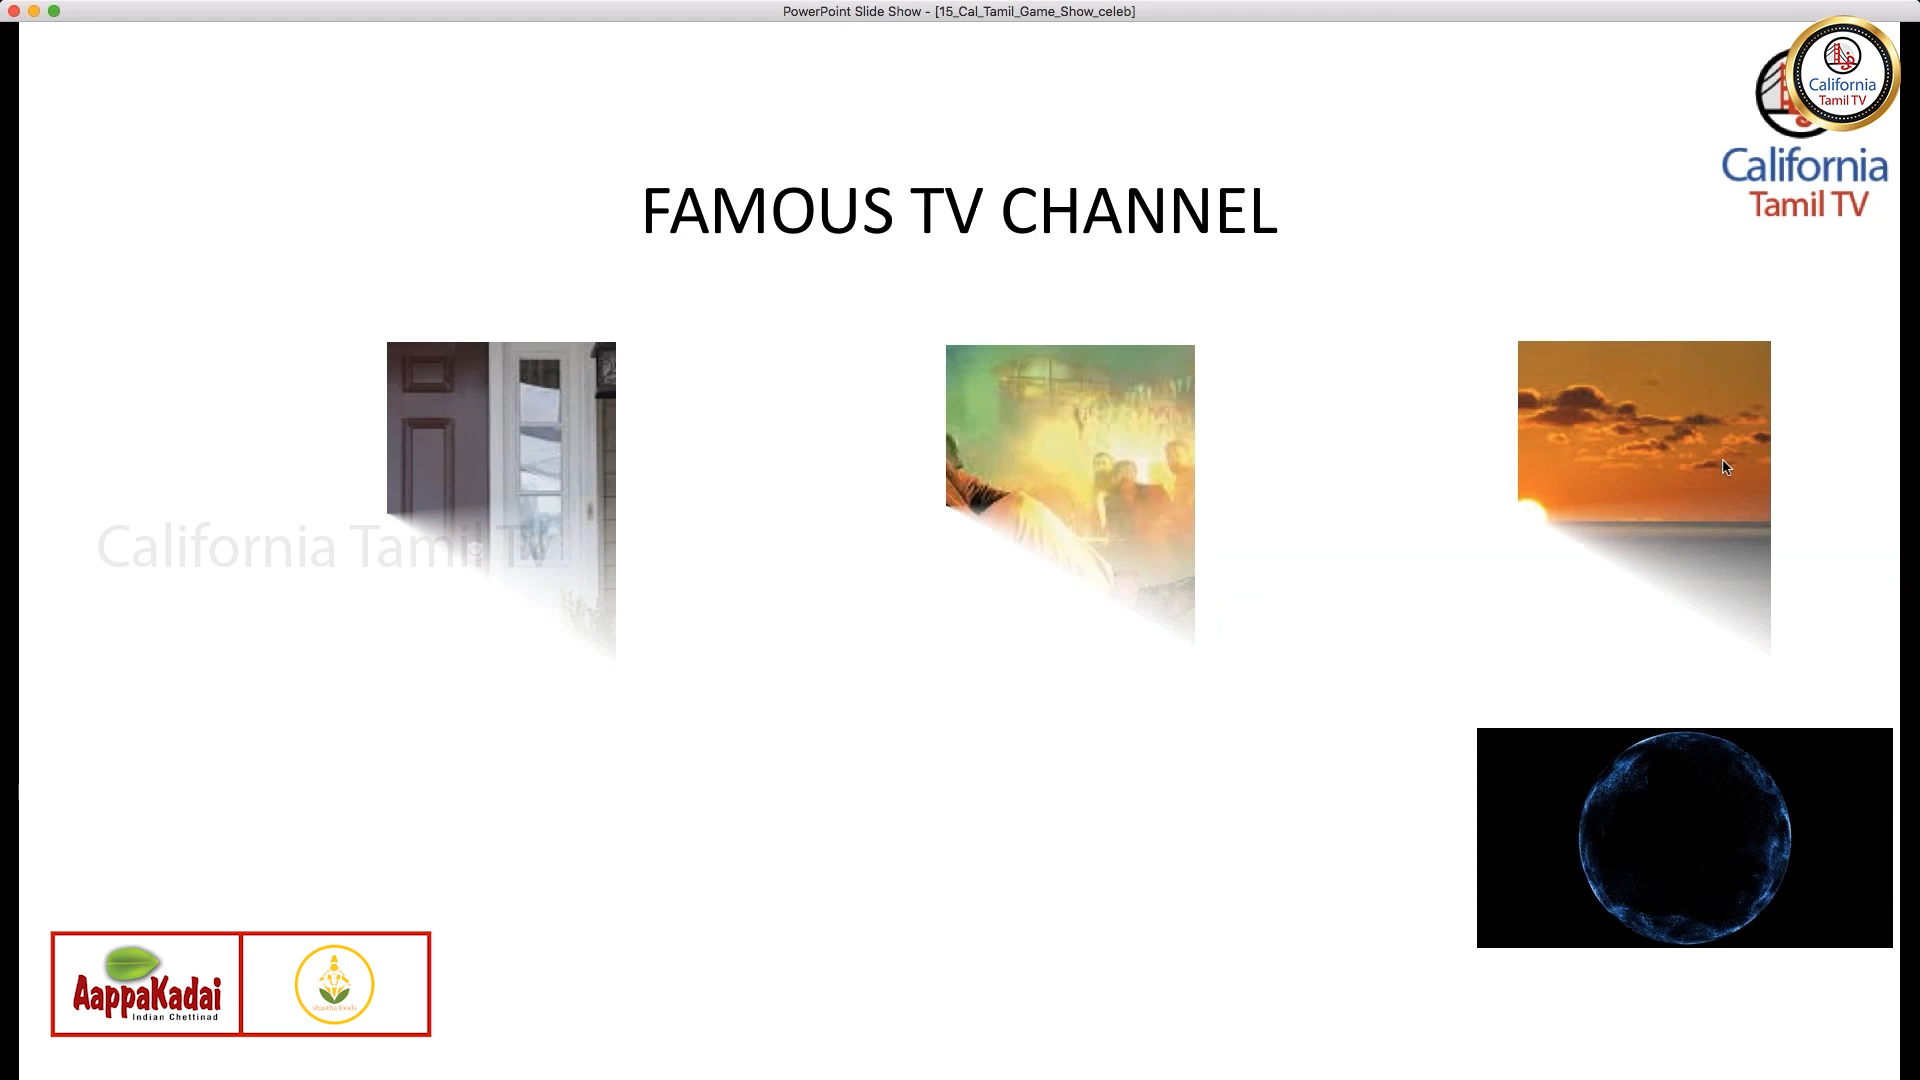 PowerPoint Slide Show - [15_Cal_Tamil_Game_Show_celeb]
California
Tamil TV
California
Tamil TV
FAMOUS TV CHANNEL
California Tamil TV
AappaKadai
Indian Chettinad